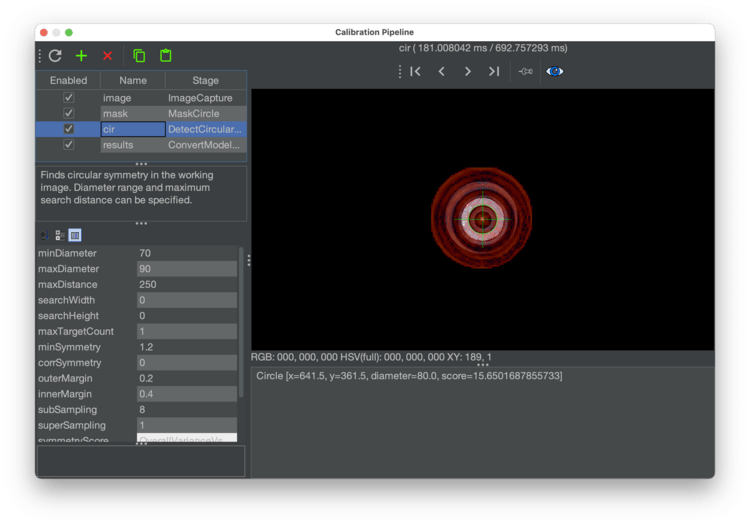 Calibration Pipeline
cir ( 181.008042 ms / 692.757293 ms)
Enabled Name Stage
image ImageCapture
mask MaskCircle
cir DetectCircular...
results ConvertModel...
Finds circular symmetry in the working
image. Diameter range and maximum
search distance can be specified.
minDiameter 70
maxDiameter 90
maxDistance 250
searchWidth 0
searchHeight 0
maxTargetCount 1
minSymmetry 1.2
corrSymmetry 0
outerMargin 0.2
innerMargin 0.4
subSampling 8
superSampling 1
symmetryScore OverallVarianceVs
RGB: 000, 000, 000 HSV(full): 000, 000, 000 XY: 189, 1
Circle [x=641.5, y=361.5, diameter=80.0, score=15.6501687855733]